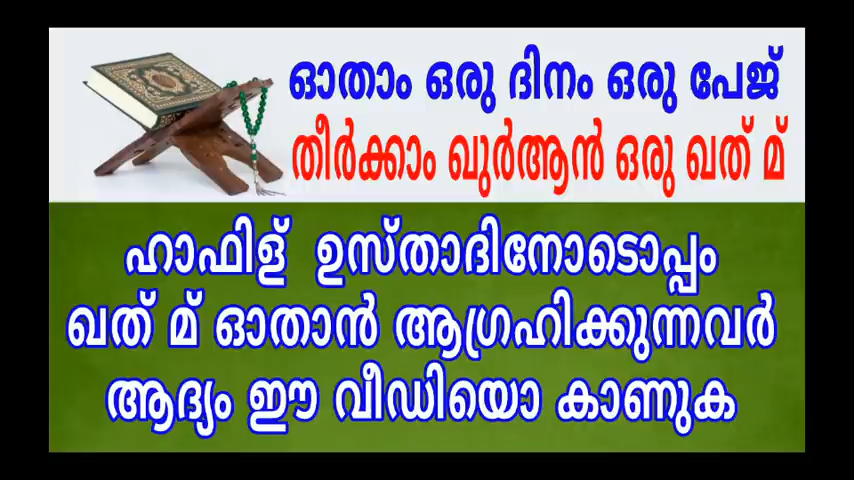 ഓതാം ഒരു ദിനം ഒരു പേജ്
തീർക്കാം ഖുർആൻ ഒരു ഖത് മ്
ഹാഫിള്  ഉസ്താദിനോടൊപ്പം
ഖത് മ് ഓതാൻ ആഗ്രഹിക്കുന്നവർ
ആദ്യം ഈ വീഡിയൊ കാണുക